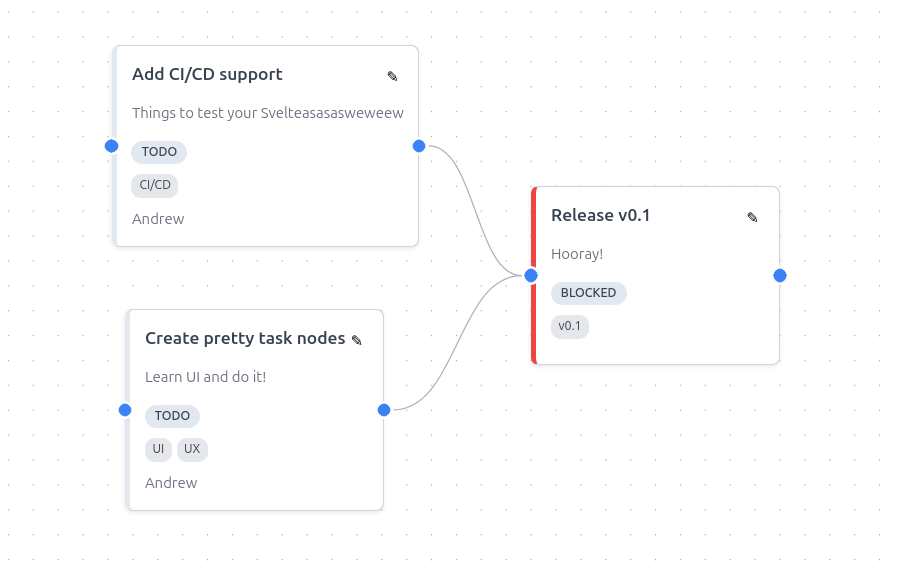 Add CI/CD support
Things to test your Svelteasasasweweew
TODO
CI/CD
Andrew
Create pretty task nodes
Learn UI and do it!
TODO
UI UX
Andrew
Release v0.1
Hooray!
BLOCKED
v0.1